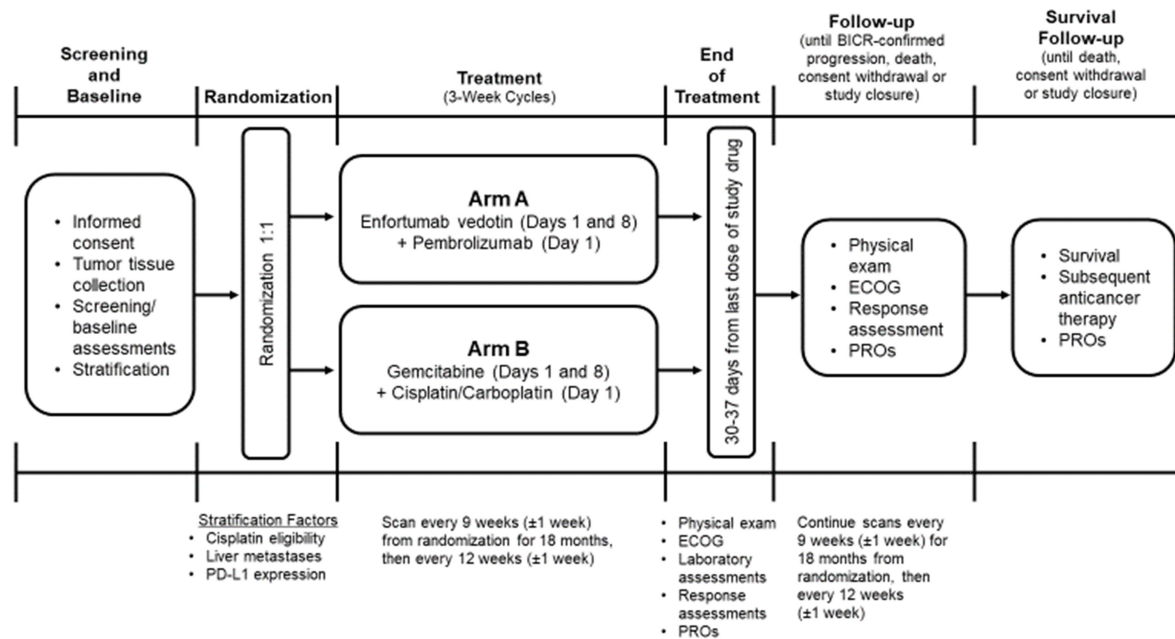 Screening
and
Baseline
Randomization
Treatment
(3-Week Cycles)
End
of
Treatment
Follow-up
(until BICR-confirmed
progression, death,
consent withdrawal or
study closure)
Survival
Follow-up
(until death,
consent withdrawal
or study closure)
• Informed
consent
• Tumor tissue
collection
• Screening/
baseline
assessments
• Stratification
Randomization 1:1
Arm A
Enfortumab vedotin (Days 1 and 8)
+ Pembrolizumab (Day 1)
Arm B
Gemcitabine (Days 1 and 8)
+ Cisplatin/Carboplatin (Day 1)
30-37 days from last dose of study drug
• Physical
exam
• ECOG
• Response
assessment
• PROs
• Survival
• Subsequent
anticancer
therapy
• PROs
Stratification Factors
• Cisplatin eligibility
• Liver metastases
• PD-L1 expression
Scan every 9 weeks (±1 week)
from randomization for 18 months,
then every 12 weeks (±1 week)
• Physical exam
• ECOG
• Laboratory
assessments
• Response
assessments
• PROs
Continue scans every
9 weeks (±1 week) for
18 months from
randomization, then
every 12 weeks
(±1 week)